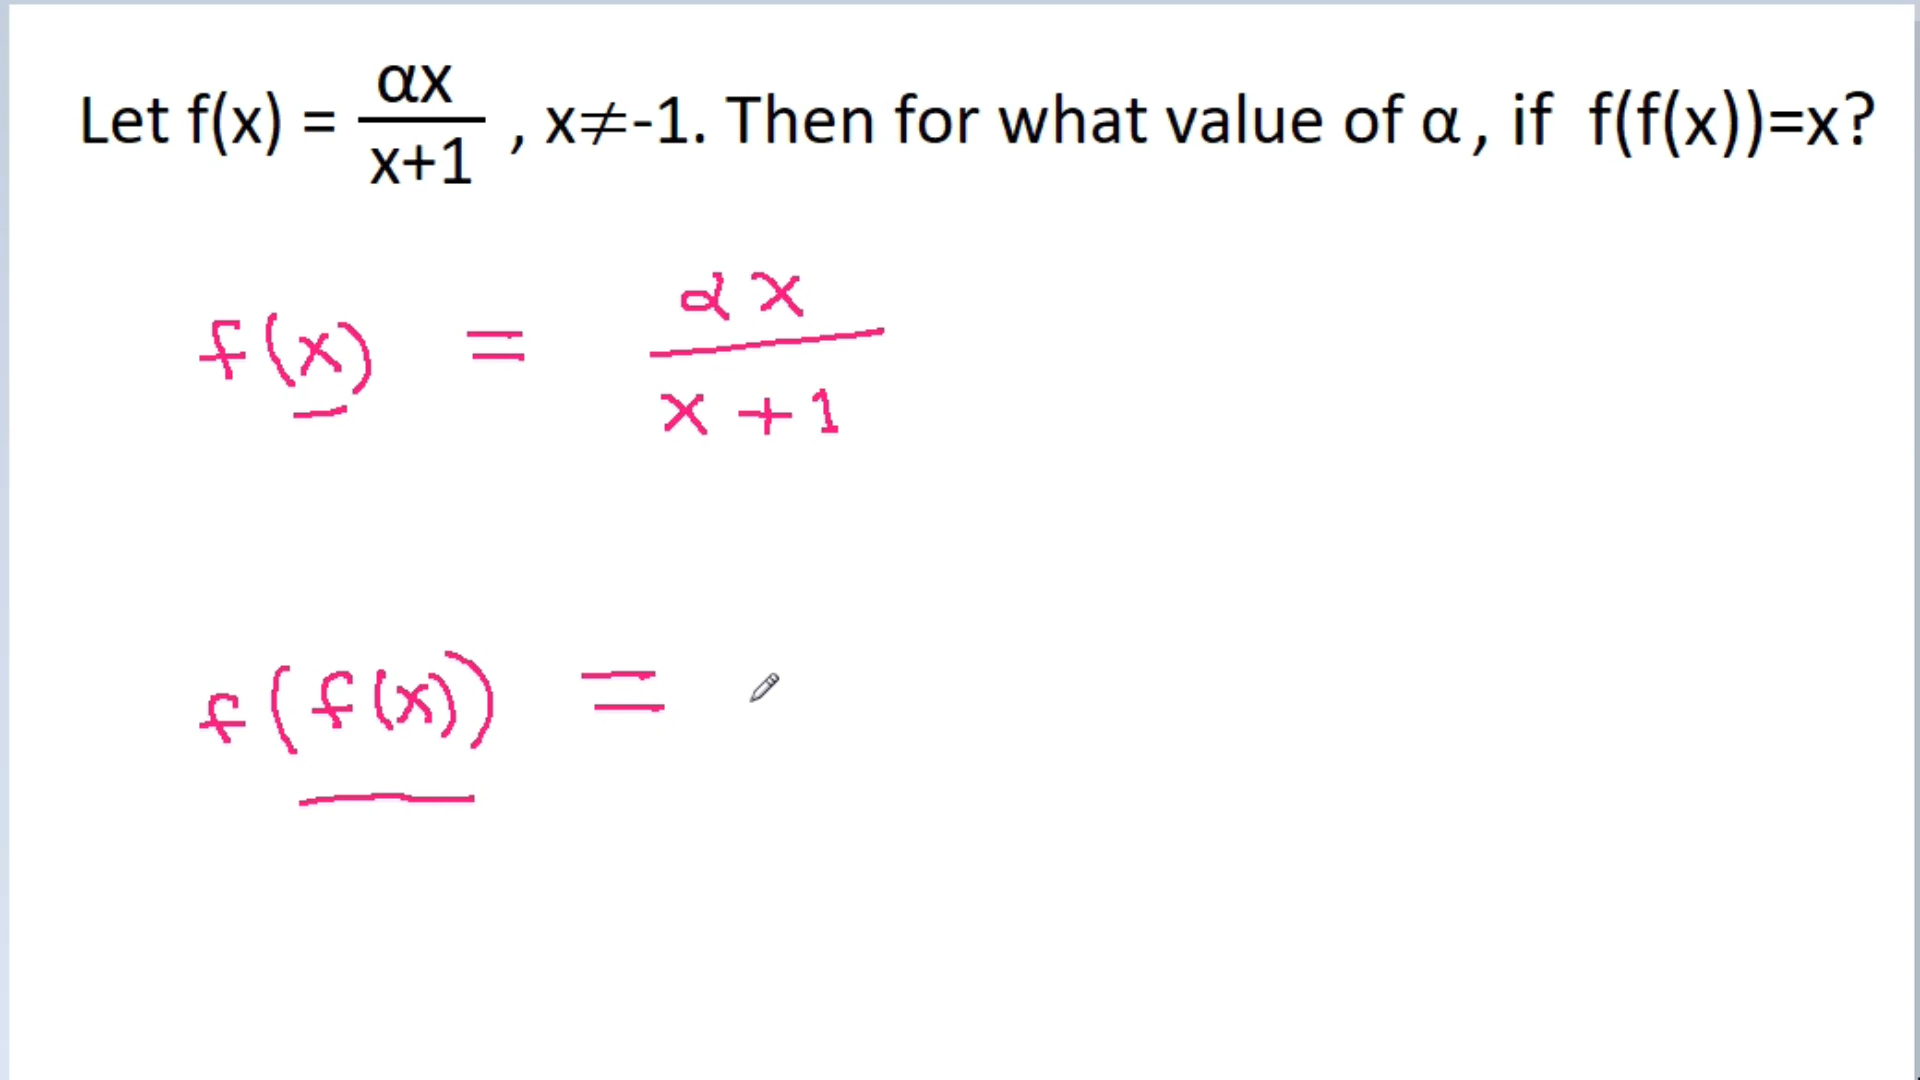 Let f(x) = αx / x+1 , x≠-1. Then for what value of α, if f(f(x))=x?
f(x) = αx / x+1
f(f(x)) =